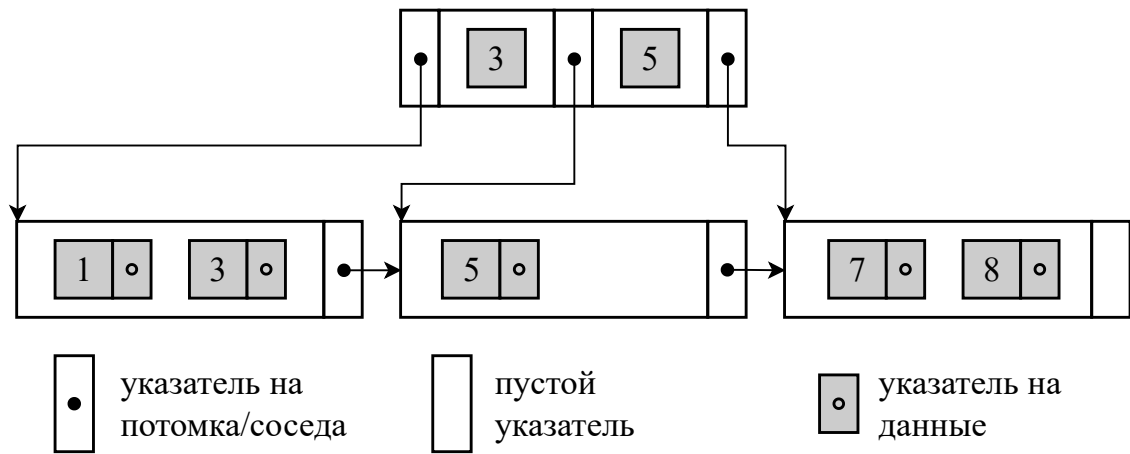 3 5
1 3 5 7 8
указатель на
потомка/соседа
пустой
указатель
указатель на
данные